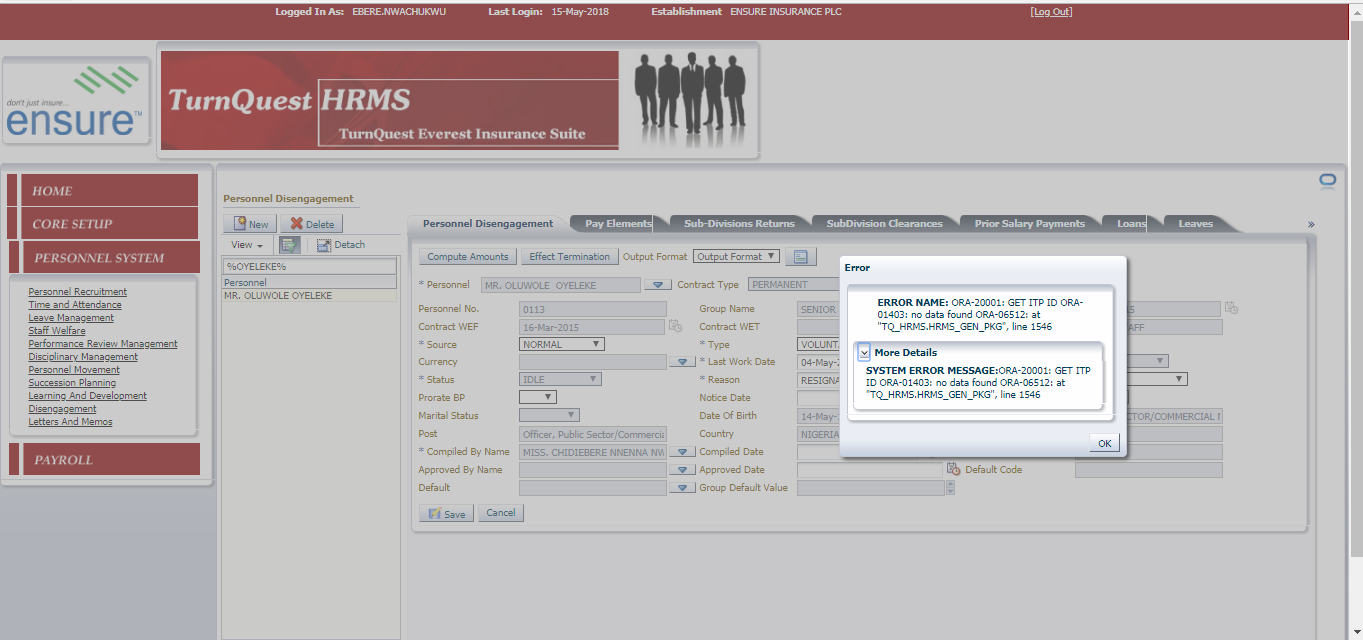 Logged In As: EBERE.NWACHUKWU Last Login: 15-May-2018 Establishment ENSURE INSURANCE PLC [Log Out]
don't just insure...
ensure™
TurnQuest HRMS
TurnQuest Everest Insurance Suite
HOME
CORE SETUP
PERSONNEL SYSTEM
Personnel Recruitment
Time and Attendance
Leave Management
Staff Welfare
Performance Review Management
Disciplinary Management
Personnel Movement
Succession Planning
Learning And Development
Disengagement
Letters And Memos
PAYROLL
Personnel Disengagement
New Delete
View Detach
%OYELEKE%
Personnel
MR. OLUWOLE OYELEKE
Personnel Disengagement Pay Elements Sub-Divisions Returns SubDivision Clearances Prior Salary Payments Loans Leaves »
Compute Amounts Effect Termination Output Format Output Format
* Personnel MR. OLUWOLE OYELEKE Contract Type PERMANENT
Personnel No. 0113 Group Name SENIOR
Contract WEF 16-Mar-2015 Contract WET AFF
* Source NORMAL * Type VOLUNT
Currency * Last Work Date 04-May-
* Status IDLE * Reason RESIGNA
Prorate BP Notice Date
Marital Status Date Of Birth 14-May- CTOR/COMMERCIAL
Post Officer, Public Sector/Commercia Country NIGERIA
* Compiled By Name MISS. CHIDIEBERE NNENNA NW Compiled Date
Approved By Name Approved Date Default Code
Default Group Default Value
Save Cancel
Error
ERROR NAME: ORA-20001: GET ITP ID ORA-
01403: no data found ORA-06512: at
"TQ_HRMS.HRMS_GEN_PKG", line 1546
More Details
SYSTEM ERROR MESSAGE:ORA-20001: GET ITP
ID ORA-01403: no data found ORA-06512: at
"TQ_HRMS.HRMS_GEN_PKG", line 1546
OK